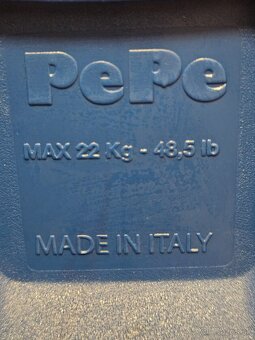 PePe
MAX 22 Kg - 48,5 lb
MADE IN ITALY